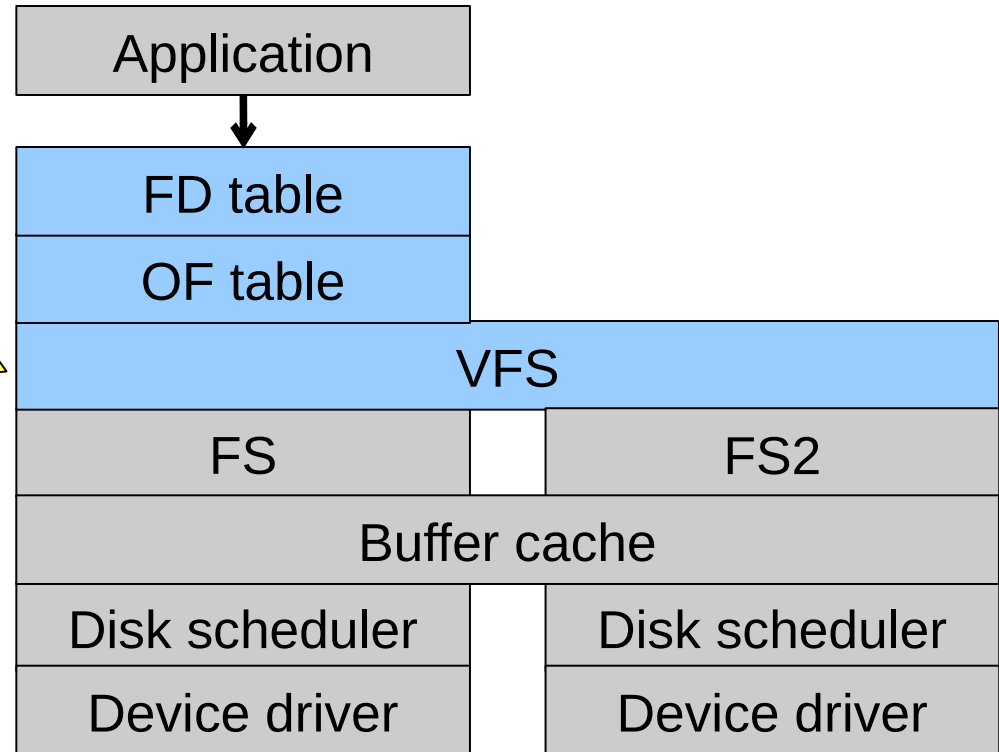 Application
FD table
OF table
VFS
FS
FS2
Buffer cache
Disk scheduler
Disk scheduler
Device driver
Device driver